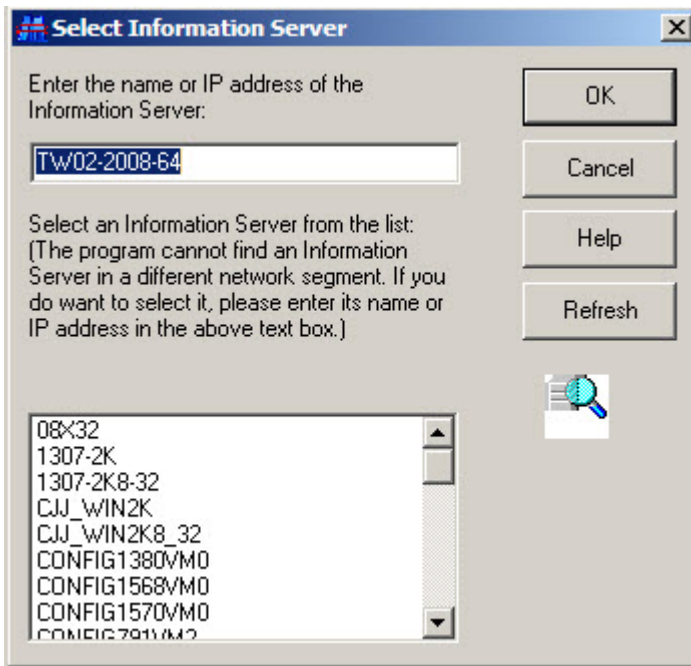 Select Information Server
Enter the name or IP address of the
Information Server:
OK
TW02-2008-64
Cancel
Select an Information Server from the list:
(The program cannot find an Information
Server in a different network segment. If you
do want to select it, please enter its name or
IP address in the above text box.)
Help
Refresh
08X32
1307-2K
1307-2K8-32
CJJ_WIN2K
CJJ_WIN2K8_32
CONFIG1380VM0
CONFIG1568VM0
CONFIG1570VM0
CONFIG791VM2